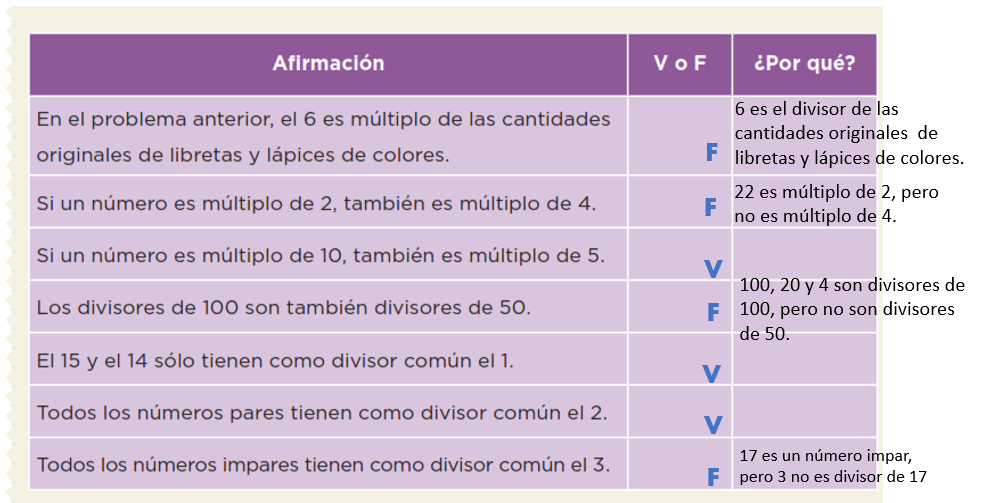 Afirmación
V o F
¿Por qué?
En el problema anterior, el 6 es múltiplo de las cantidades
originales de libretas y lápices de colores.
F
6 es el divisor de las
cantidades originales de
libretas y lápices de colores.
Si un número es múltiplo de 2, también es múltiplo de 4.
F
22 es múltiplo de 2, pero
no es múltiplo de 4.
Si un número es múltiplo de 10, también es múltiplo de 5.
V
Los divisores de 100 son también divisores de 50.
F
100, 20 y 4 son divisores de
100, pero no son divisores
de 50.
El 15 y el 14 sólo tienen como divisor común el 1.
V
Todos los números pares tienen como divisor común el 2.
V
Todos los números impares tienen como divisor común el 3.
F
17 es un número impar,
pero 3 no es divisor de 17